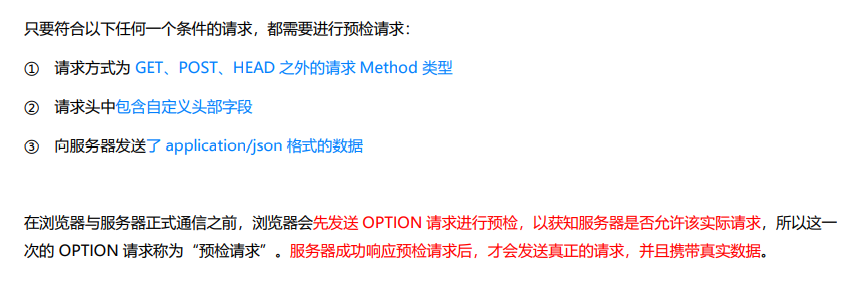 只要符合以下任何一个条件的请求，都需要进行预检请求：
① 请求方式为 GET、POST、HEAD 之外的请求 Method 类型
② 请求头中包含自定义头部字段
③ 向服务器发送了 application/json 格式的数据
在浏览器与服务器正式通信之前，浏览器会先发送 OPTION 请求进行预检，以获知服务器是否允许该实际请求，所以这一
次的 OPTION 请求称为“预检请求”。服务器成功响应预检请求后，才会发送真正的请求，并且携带真实数据。